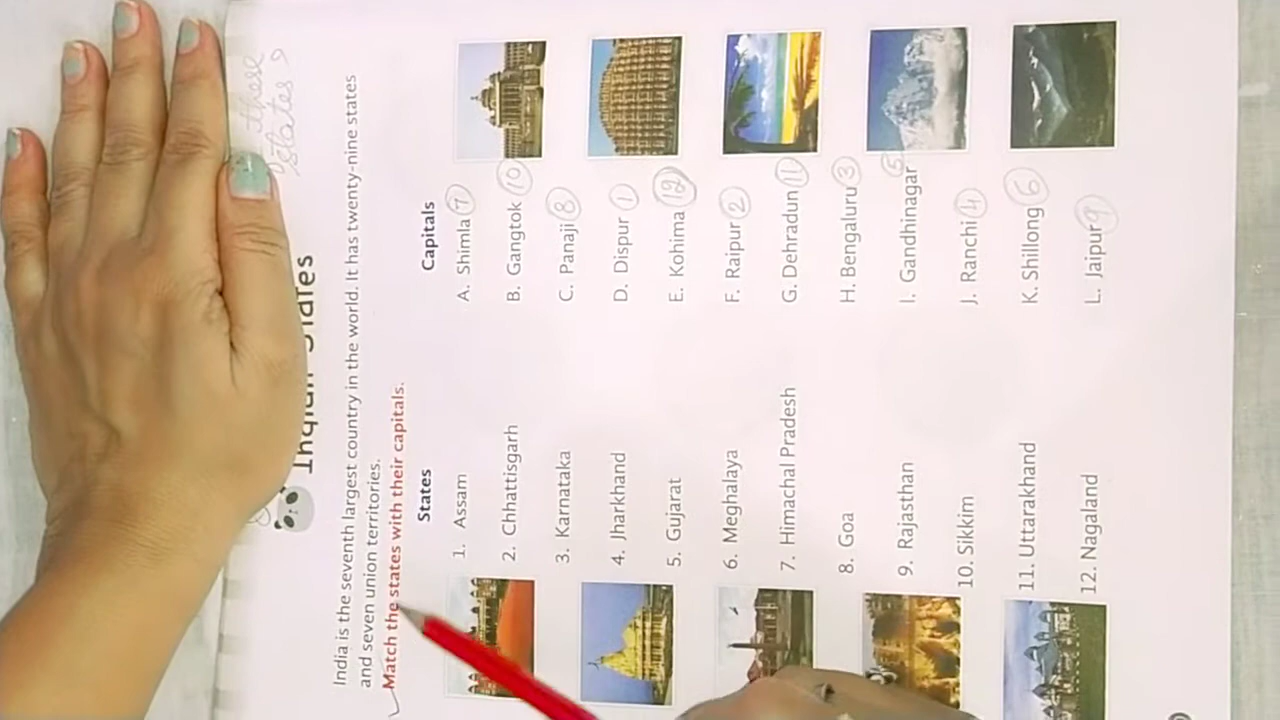 these
states ?
Indian States
India is the seventh largest country in the world. It has twenty-nine states
and seven union territories.
Match the states with their capitals.
States
1. Assam
2. Chhattisgarh
3. Karnataka
4. Jharkhand
5. Gujarat
6. Meghalaya
7. Himachal Pradesh
8. Goa
9. Rajasthan
10. Sikkim
11. Uttarakhand
12. Nagaland
Capitals
A. Shimla 7
B. Gangtok 10
C. Panaji 8
D. Dispur 1
E. Kohima 12
F. Raipur 2
G. Dehradun 11
H. Bengaluru 3
I. Gandhinagar 5
J. Ranchi 4
K. Shillong 6
L. Jaipur 9